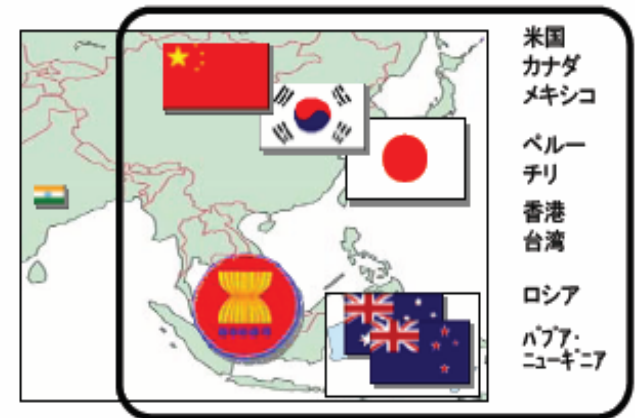 米国
カナダ
メキシコ
ペルー
チリ
香港
台湾
ロシア
パプア・
ニューギニア